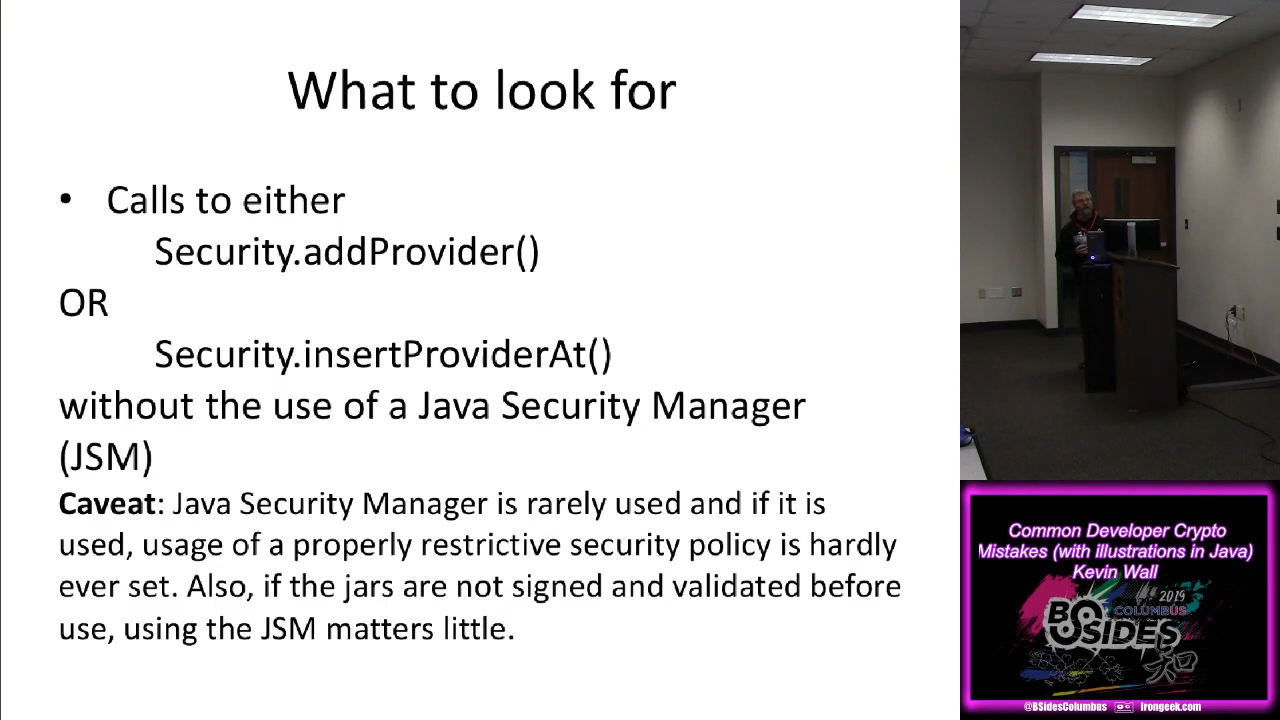 What to look for
• Calls to either
Security.addProvider()
OR
Security.insertProviderAt()
without the use of a Java Security Manager
(JSM)
Caveat: Java Security Manager is rarely used and if it is
used, usage of a properly restrictive security policy is hardly
ever set. Also, if the jars are not signed and validated before
use, using the JSM matters little.
Common Developer Crypto
Mistakes (with illustrations in Java)
Kevin Wall
2019
COLUMBUS
BSIDES
知
@BSidesColumbus
Irongeek.com